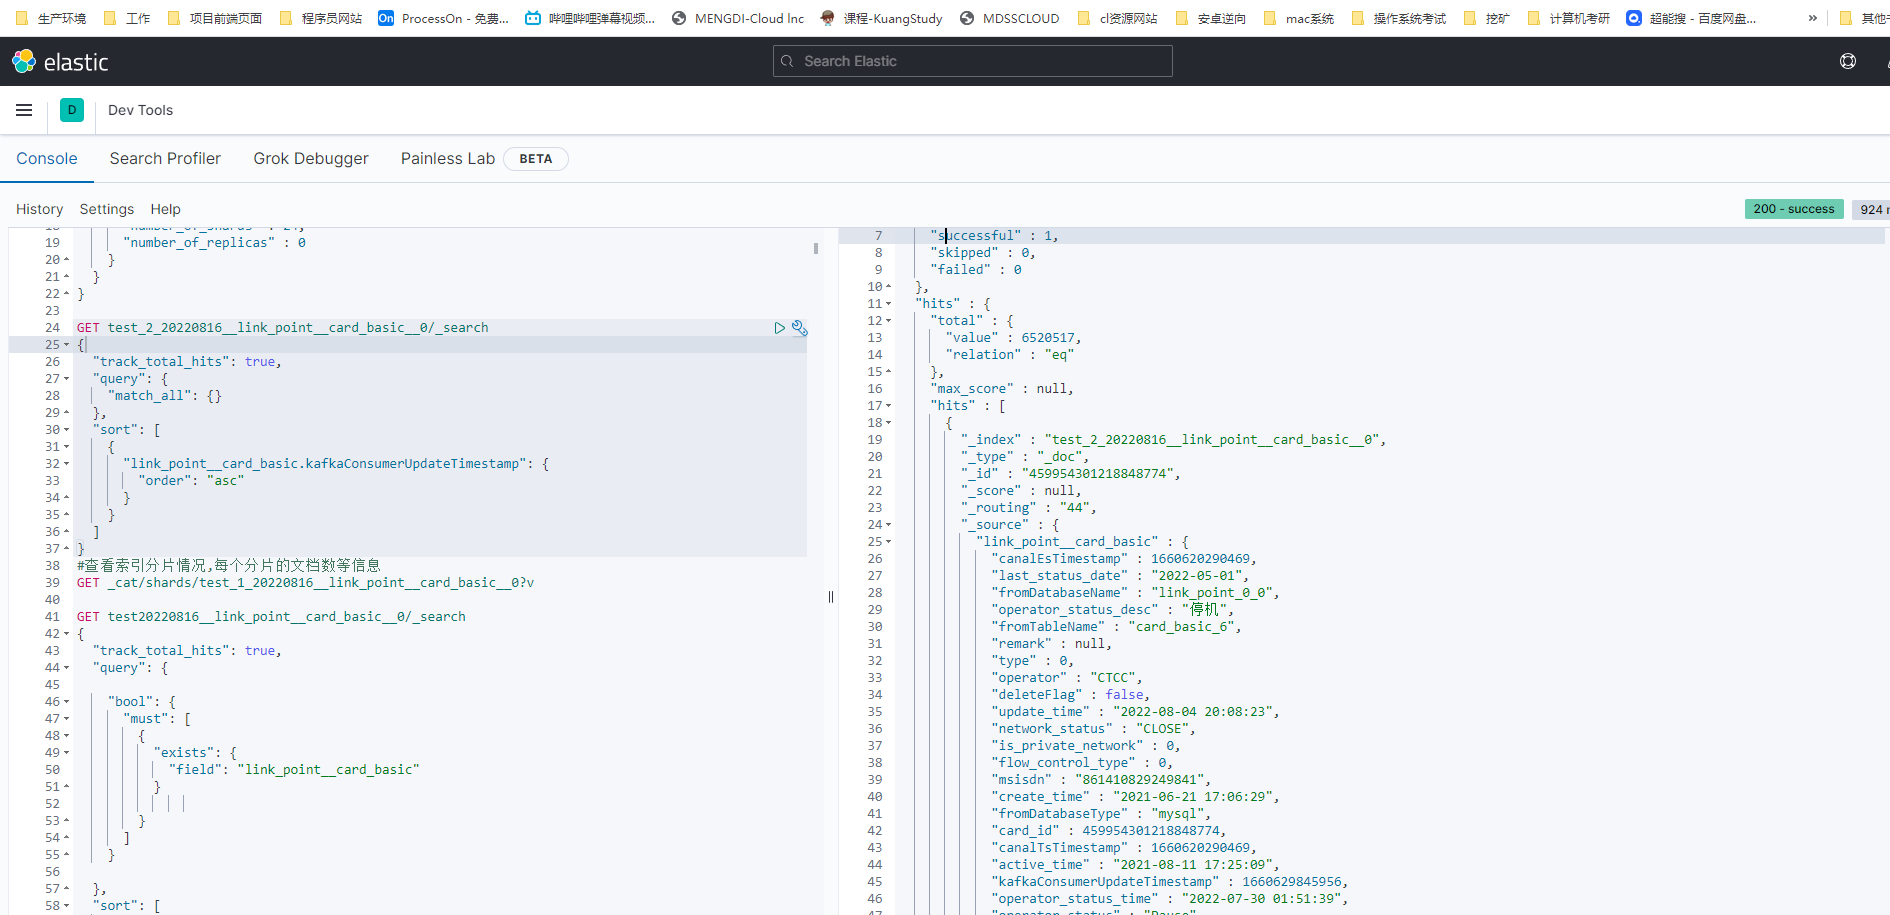 生产环境 工作 项目前端页面 程序员网站 ProcessOn - 免费... 哔哩哔哩弹幕视频... MENGDI-Cloud Inc 课程-KuangStudy MDSSCLOUD cl资源网站 安卓逆向 mac系统 操作系统考试 挖矿 计算机考研 超能搜 - 百度网盘... » 其他
elastic
Search Elastic
D Dev Tools
Console Search Profiler Grok Debugger Painless Lab BETA
History Settings Help
200 - success 924
18 "number_of_shards" : 24,
19 "number_of_replicas" : 0
20 }
21 }
22 }
23
24 GET test_2_20220816__link_point__card_basic__0/_search
25 {
26 "track_total_hits": true,
27 "query": {
28 "match_all": {}
29 },
30 "sort": [
31 {
32 "link_point__card_basic.kafkaConsumerUpdateTimestamp": {
33 "order": "asc"
34 }
35 }
36 ]
37 }
38 #查看索引分片情况,每个分片的文档数等信息
39 GET _cat/shards/test_1_20220816__link_point__card_basic__0?v
40
41 GET test20220816__link_point__card_basic__0/_search
42 {
43 "track_total_hits": true,
44 "query": {
45
46 "bool": {
47 "must": [
48 {
49 "exists": {
50 "field": "link_point__card_basic"
51 }
52
53 }
54 ]
55 }
56
57 },
58 "sort": [
7 "successful" : 1,
8 "skipped" : 0,
9 "failed" : 0
10 },
11 "hits" : {
12 "total" : {
13 "value" : 6520517,
14 "relation" : "eq"
15 },
16 "max_score" : null,
17 "hits" : [
18 {
19 "_index" : "test_2_20220816__link_point__card_basic__0",
20 "_type" : "_doc",
21 "_id" : "459954301218848774",
22 "_score" : null,
23 "_routing" : "44",
24 "_source" : {
25 "link_point__card_basic" : {
26 "canalEsTimestamp" : 1660620290469,
27 "last_status_date" : "2022-05-01",
28 "fromDatabaseName" : "link_point_0_0",
29 "operator_status_desc" : "停机",
30 "fromTableName" : "card_basic_6",
31 "remark" : null,
32 "type" : 0,
33 "operator" : "CTCC",
34 "deleteFlag" : false,
35 "update_time" : "2022-08-04 20:08:23",
36 "network_status" : "CLOSE",
37 "is_private_network" : 0,
38 "flow_control_type" : 0,
39 "msisdn" : "861410829249841",
40 "create_time" : "2021-06-21 17:06:29",
41 "fromDatabaseType" : "mysql",
42 "card_id" : 459954301218848774,
43 "canalTsTimestamp" : 1660620290469,
44 "active_time" : "2021-08-11 17:25:09",
45 "kafkaConsumerUpdateTimestamp" : 1660629845956,
46 "operator_status_time" : "2022-07-30 01:51:39",
47 "operator_status" : "Pause"